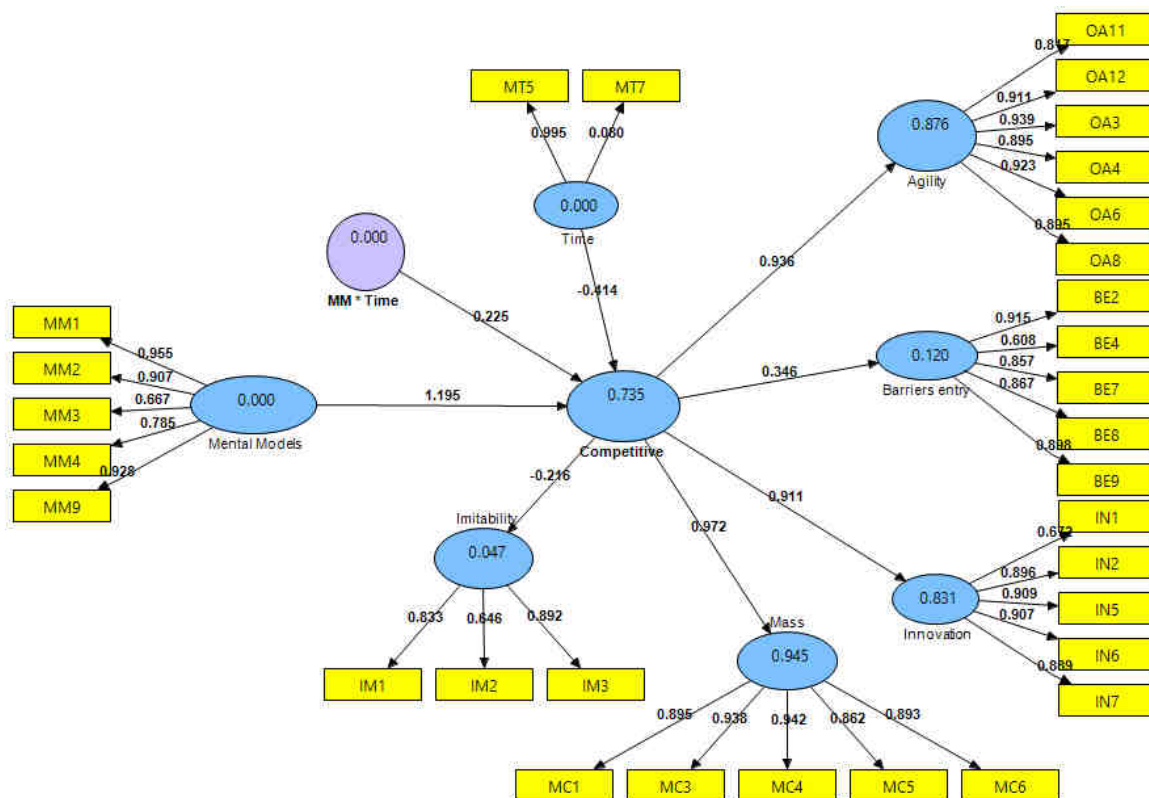 OA11
0.817
OA12
0.911
0.939
OA3
0.895
OA4
0.923
OA6
0.895
OA8
0.876
Agility
MT5
MT7
0.995
0.080
0.000
Time
0.000
MM * Time
0.936
-0.414
0.225
BE2
0.915
0.608
BE4
0.857
BE7
0.867
BE8
0.898
BE9
0.120
Barriers entry
0.346
MM1
0.955
MM2
0.907
0.667
MM3
0.785
MM4
0.928
MM9
0.000
Mental Models
1.195
0.735
Competitive
-0.216
0.911
0.972
Imitability
0.047
0.833
0.646
0.892
IM1
IM2
IM3
IN1
0.672
IN2
0.896
0.909
IN5
0.907
IN6
IN7
0.831
Innovation
Mass
0.945
0.895
0.938
0.942
0.862
0.893
MC1
MC3
MC4
MC5
MC6